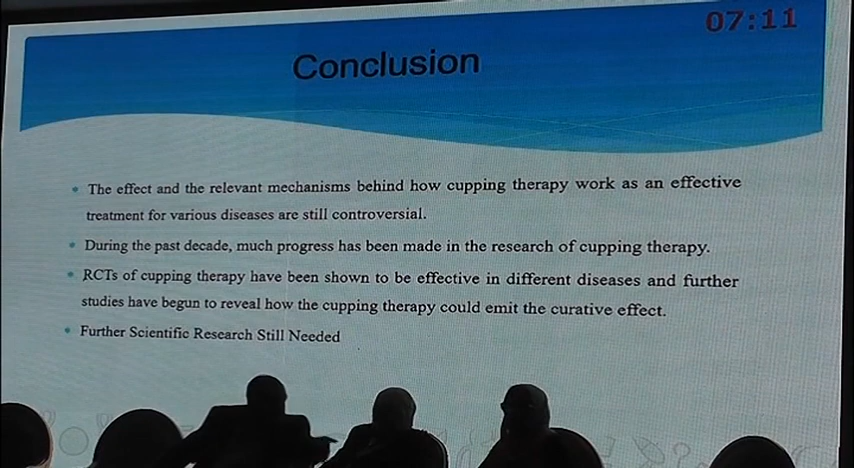 07:11
Conclusion
The effect and the relevant mechanisms behind how cupping therapy work as an effective
treatment for various diseases are still controversial.
During the past decade, much progress has been made in the research of cupping therapy.
RCTs of cupping therapy have been shown to be effective in different diseases and further
studies have begun to reveal how the cupping therapy could emit the curative effect.
Further Scientific Research Still Needed